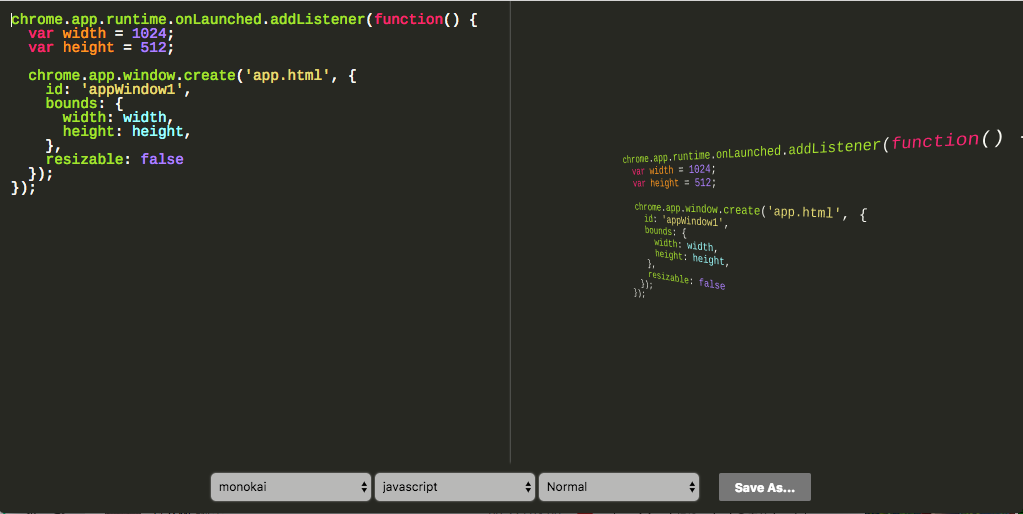 chrome.app.runtime.onLaunched.addListener(function() {
  var width = 1024;
  var height = 512;

  chrome.app.window.create('app.html', {
    id: 'appWindow1',
    bounds: {
      width: width,
      height: height,
    },
    resizable: false
  });
});
chrome.app.runtime.onLaunched.addListener(function()
  var width = 1024;
  var height = 512;

  chrome.app.window.create('app.html', {
    id: 'appWindow1',
    bounds: {
      width: width,
      height: height,
    },
    resizable: false
  });
});
monokai javascript Normal Save As...